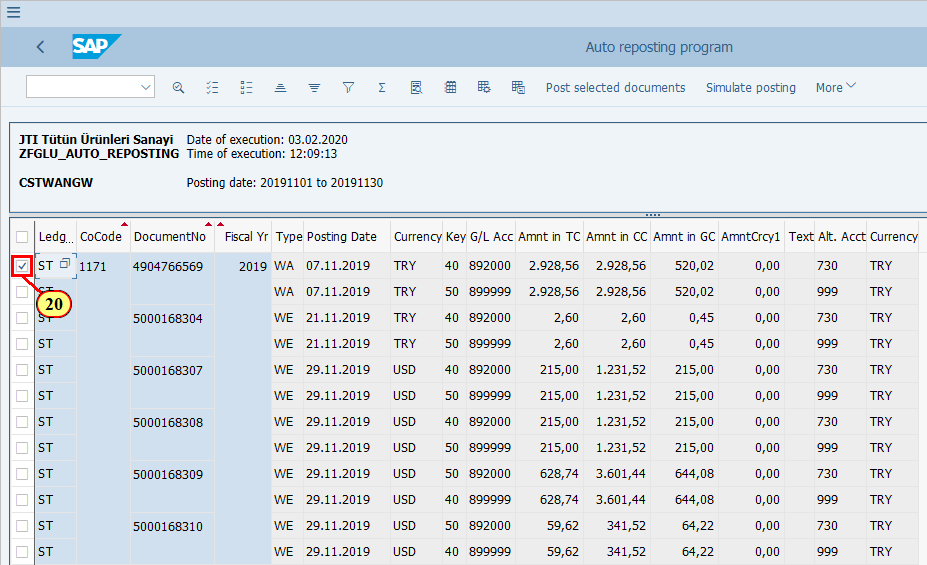 SAP
Auto reposting program
Post selected documents Simulate posting More
JTI Tütün Ürünleri Sanayi Date of execution: 03.02.2020
ZFGLU_AUTO_REPOSTING Time of execution: 12:09:13
CSTWANGW Posting date: 20191101 to 20191130
Ledg... CoCode DocumentNo Fiscal Yr Type Posting Date Currency Key G/L Acc Amnt in TC Amnt in CC Amnt in GC AmntCrcy1 Text Alt. Acct Currency
ST 1171 4904766569 2019 WA 07.11.2019 TRY 40 892000 2.928,56 2.928,56 520,02 0,00 730 TRY
ST WA 07.11.2019 TRY 50 899999 2.928,56 2.928,56 520,02 0,00 999 TRY
20
ST 5000168304 WE 21.11.2019 TRY 40 892000 2,60 2,60 0,45 0,00 730 TRY
ST WE 21.11.2019 TRY 50 899999 2,60 2,60 0,45 0,00 999 TRY
ST 5000168307 WE 29.11.2019 USD 40 892000 215,00 1.231,52 215,00 0,00 730 TRY
ST WE 29.11.2019 USD 50 899999 215,00 1.231,52 215,00 0,00 999 TRY
ST 5000168308 WE 29.11.2019 USD 40 892000 215,00 1.231,52 215,00 0,00 730 TRY
ST WE 29.11.2019 USD 50 899999 215,00 1.231,52 215,00 0,00 999 TRY
ST 5000168309 WE 29.11.2019 USD 50 892000 628,74 3.601,44 644,08 0,00 730 TRY
ST WE 29.11.2019 USD 40 899999 628,74 3.601,44 644,08 0,00 999 TRY
ST 5000168310 WE 29.11.2019 USD 50 892000 59,62 341,52 64,22 0,00 730 TRY
ST WE 29.11.2019 USD 40 899999 59,62 341,52 64,22 0,00 999 TRY